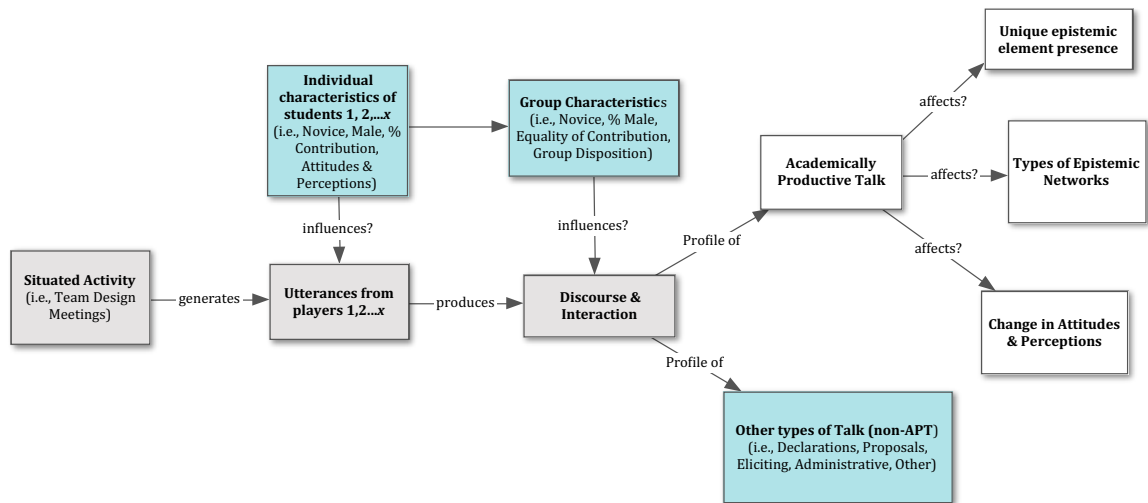 Unique epistemic
element presence
affects?
Individual
characteristics of
students 1, 2,...x
(i.e., Novice, Male, %
Contribution,
Attitudes &
Perceptions)
Group Characteristics
(i.e., Novice, % Male,
Equality of Contribution,
Group Disposition)
Academically
Productive Talk
affects?
Types of Epistemic
Networks
influences?
influences?
Profile of
affects?
Situated Activity
(i.e., Team Design
Meetings)
generates
Utterances from
players 1,2...x
produces
Discourse &
Interaction
Change in Attitudes
& Perceptions
Profile of
Other types of Talk (non-APT)
(i.e., Declarations, Proposals,
Eliciting, Administrative, Other)